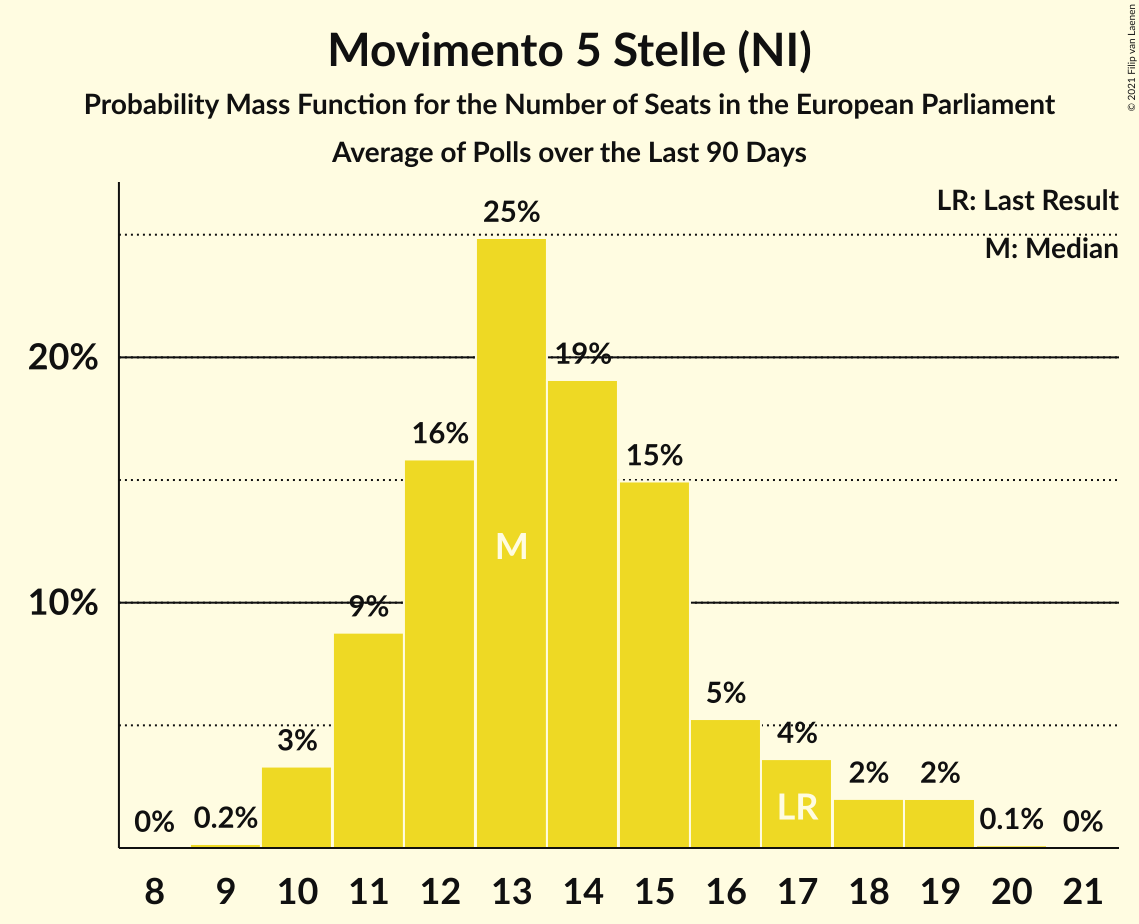 Movimento 5 Stelle (NI)
Probability Mass Function for the Number of Seats in the European Parliament
Average of Polls over the Last 90 Days
© 2021 Filip van Laenen
LR: Last Result
M: Median
25%
20%
19%
16%
15%
M
10%
9%
5%
4%
3%
2%
2%
LR
0%
0.2%
0.1%
0%
8 9 10 11 12 13 14 15 16 17 18 19 20 21